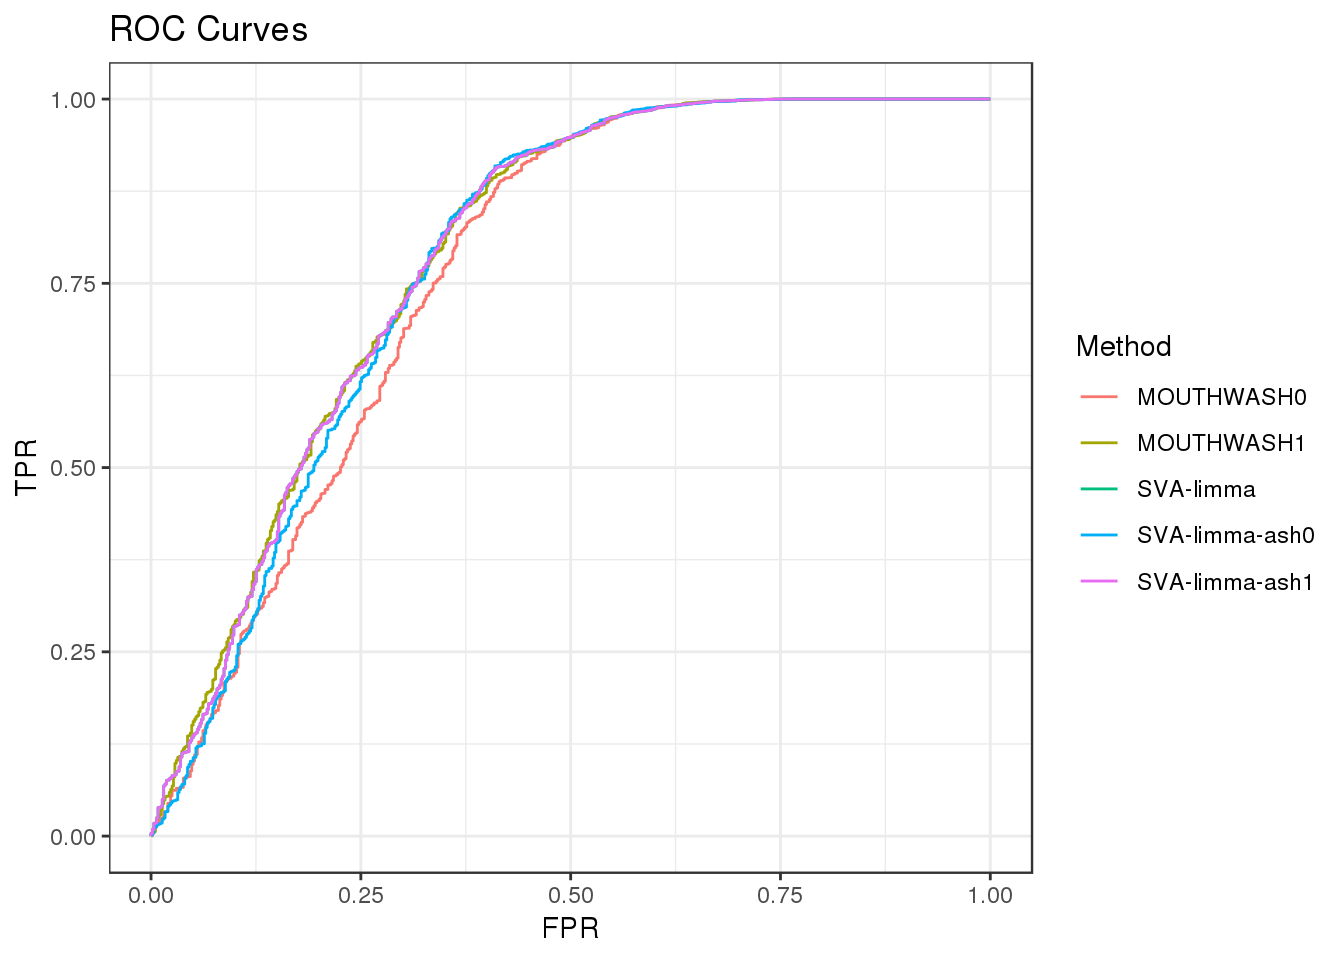 ROC Curves
1.00
0.75
0.50
0.25
0.00
TPR
0.00 0.25 0.50 0.75 1.00
FPR
Method
MOUTHWASH0
MOUTHWASH1
SVA-limma
SVA-limma-ash0
SVA-limma-ash1